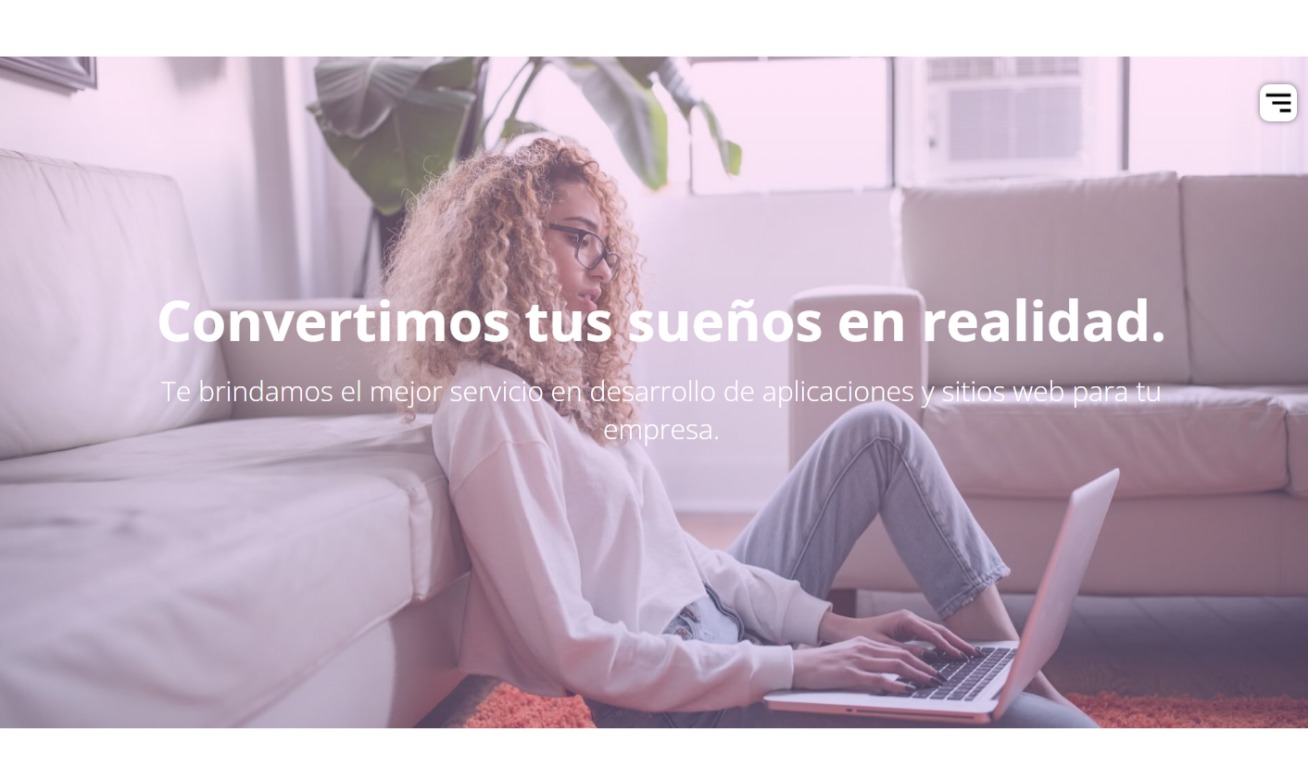 Convertimos tus sueños en realidad.
Te brindamos el mejor servicio en desarrollo de aplicaciones y sitios web para tu
empresa.